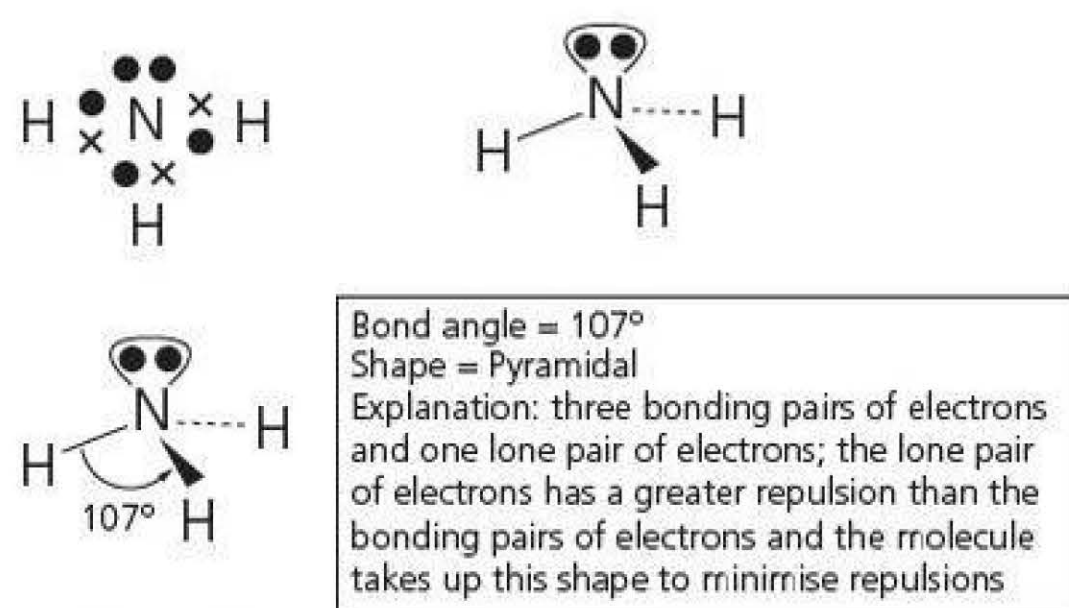 H N H
H
N
H H
H
N
H H
107º H
Bond angle = 107º
Shape = Pyramidal
Explanation: three bonding pairs of electrons
and one lone pair of electrons; the lone pair
of electrons has a greater repulsion than the
bonding pairs of electrons and the molecule
takes up this shape to minimise repulsions